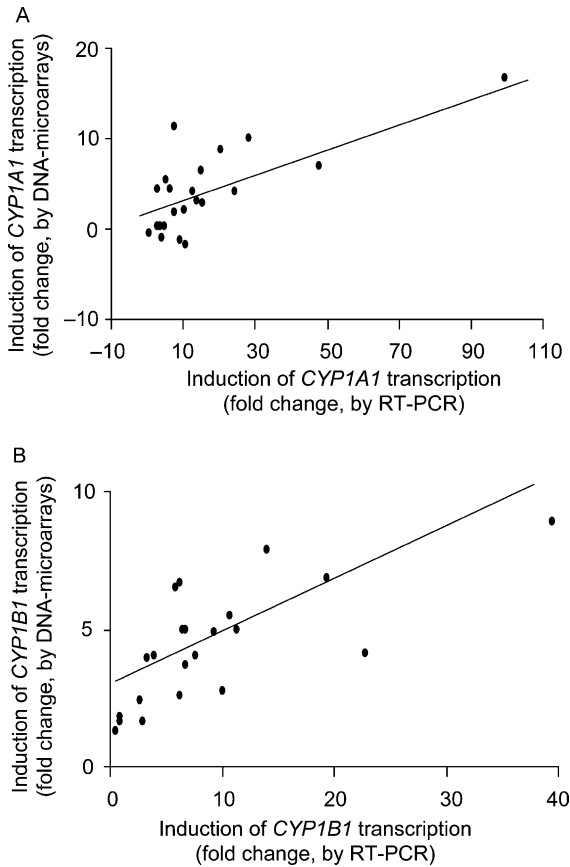 A
Induction of CYP1A1 transcription
(fold change, by DNA-microarrays)
20
10
0
–10
–10 10 30 50 70 90 110
Induction of CYP1A1 transcription
(fold change, by RT-PCR)
B
Induction of CYP1B1 transcription
(fold change, by DNA-microarrays)
10
5
0
0 10 20 30 40
Induction of CYP1B1 transcription
(fold change, by RT-PCR)